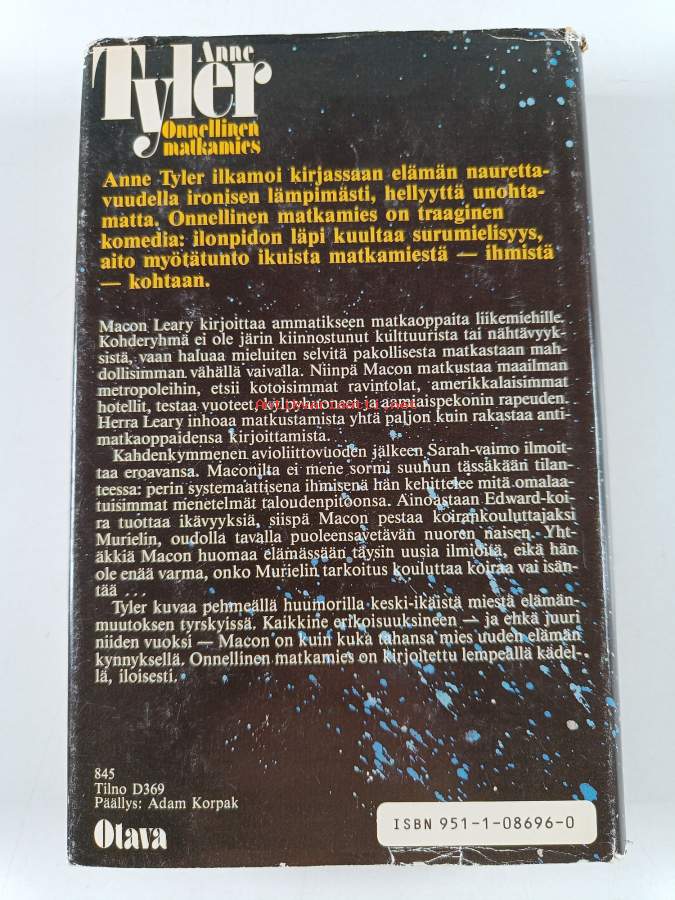 Anne
Tyler
Onnellinen
matkamies
Anne Tyler ilkamoi kirjassaan elämän nauretta-
vuudella ironisen lämpimästi, hellyyttä unohta-
matta. Onnellinen matkamies on traaginen
komedia: ilonpidon läpi kuultaa surumielisyys,
aito myötätunto ikuista matkamiestä — ihmistä
— kohtaan.
Macon Leary kirjoittaa ammatikseen matkaoppaita liikemiehille.
Kohderyhmä ei ole järin kiinnostunut kulttuurista tai nähtävyyk-
sistä, vaan haluaa mieluiten selvitä pakollisesta matkastaan mah-
dollisimman vähällä vaivalla. Niinpä Macon matkustaa maailman
metropoleihin, etsii kotoisimmat ravintolat, amerikkalaisimmat
hotellit, testaa vuoteet, kylpyhuoneet ja aamiaispekonin rapeuden.
Herra Leary inhoaa matkustamista yhtä paljon kuin rakastaa anti-
matkaoppaidensa kirjoittamista.
Kahdenkymmenen avioliittovuoden jälkeen Sarah-vaimo ilmoit-
taa eroavansa. Maconilta ei mene sormi suuhun tässäkään tilan-
teessa: perin systemaattisena ihmisenä hän kehittelee mitä omalaa-
tuisimmat menetelmät taloudenpitoonsa. Ainoastaan Edward-koi-
ra tuottaa ikävyyksiä, siispä Macon pestaa koirankouluttajaksi
Murielin, oudolla tavalla puoleensavetävän nuoren naisen. Yht-
äkkiä Macon huomaa elämässään täysin uusia ilmiöitä, eikä hän
ole enää varma, onko Murielin tarkoitus kouluttaa koiraa vai isän-
tää . . .
Tyler kuvaa pehmeällä huumorilla keski-ikäistä miestä elämän-
muutoksen tyrskyissä. Kaikkine erikoisuuksineen — ja ehkä juuri
niiden vuoksi — Macon on kuin kuka tahansa mies uuden elämän
kynnyksellä. Onnellinen matkamies on kirjoitettu lempeällä kädel-
lä, iloisesti.
845
Tilno D369
Päällys: Adam Korpak
Otava
ISBN 951-1-08696-0